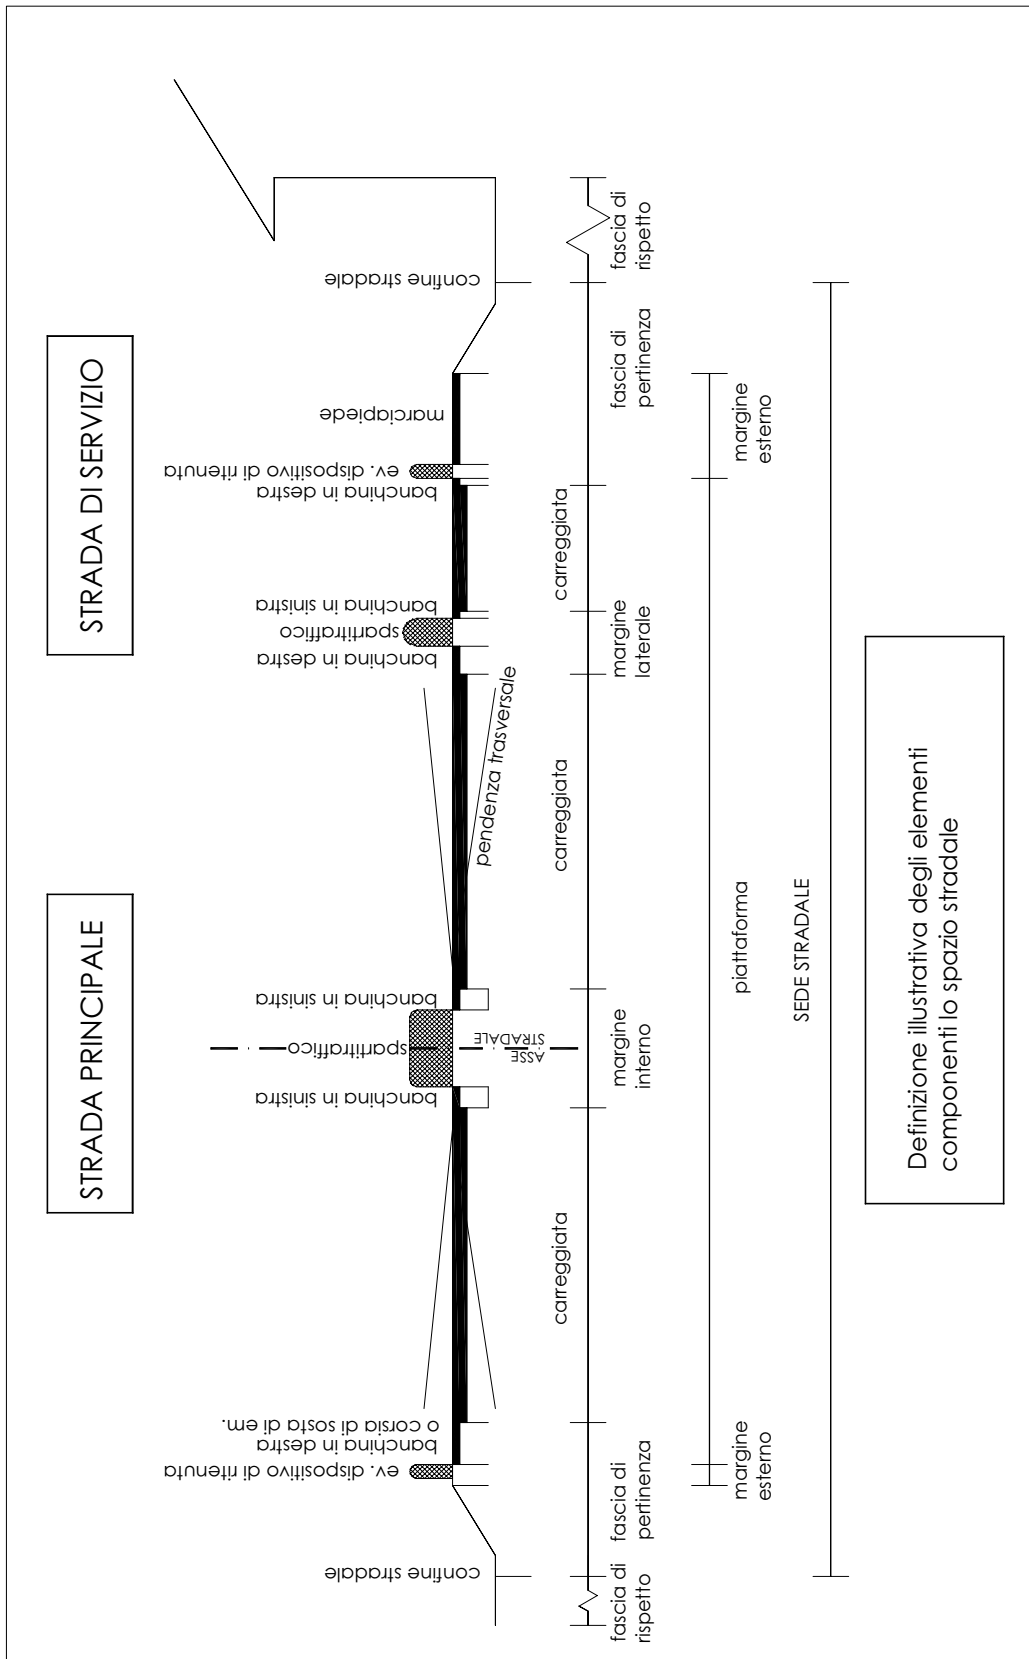 STRADA PRINCIPALE
STRADA DI SERVIZIO
confine stradale
ev. dispositivo di ritenuta
banchina in destra
o corsia di sosta di em.
banchina in sinistra
spartitraffico
banchina in sinistra
banchina in destra
spartitraffico
banchina in sinistra
banchina in destra
ev. dispositivo di ritenuta
marciapiede
confine stradale
ASSE
STRADALE
pendenza trasversale
carreggiata
carreggiata
carreggiata
fascia di
rispetto
fascia di
pertinenza
margine
interno
margine
laterale
fascia di
pertinenza
fascia di
rispetto
margine
esterno
piattaforma
margine
esterno
SEDE STRADALE
Definizione illustrativa degli elementi
componenti lo spazio stradale